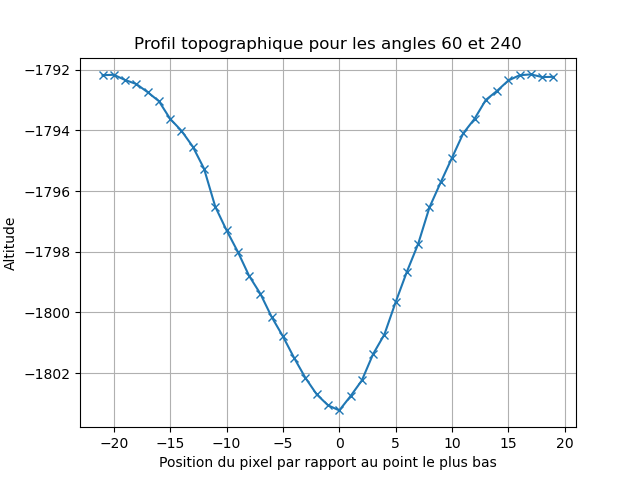 Profil topographique pour les angles 60 et 240
Altitude
−1792
−1794
−1796
−1798
−1800
−1802
−20 −15 −10 −5 0 5 10 15 20
Position du pixel par rapport au point le plus bas